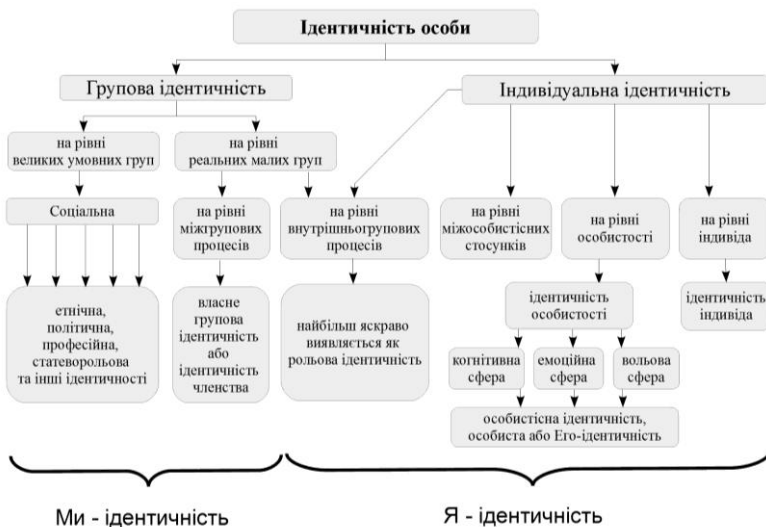 Ідентичність особи
Групова ідентичність
Індивідуальна ідентичність
на рівні
великих умовних груп
на рівні
реальних малих груп
Соціальна
на рівні
міжгрупових
процесів
на рівні
внутрішньогрупових
процесів
на рівні
міжособистісних
стосунків
на рівні
особистості
на рівні
індивіда
етнічна,
політична,
професійна,
статеворольова
та інші ідентичності
власне
групова
ідентичність
або
ідентичність
членства
найбільш яскраво
виявляється як
рольова ідентичність
ідентичність
особистості
ідентичність
індивіда
когнітивна
сфера
емоційна
сфера
вольова
сфера
особистісна ідентичність,
особиста або Его-ідентичність
Ми - ідентичність
Я - ідентичність